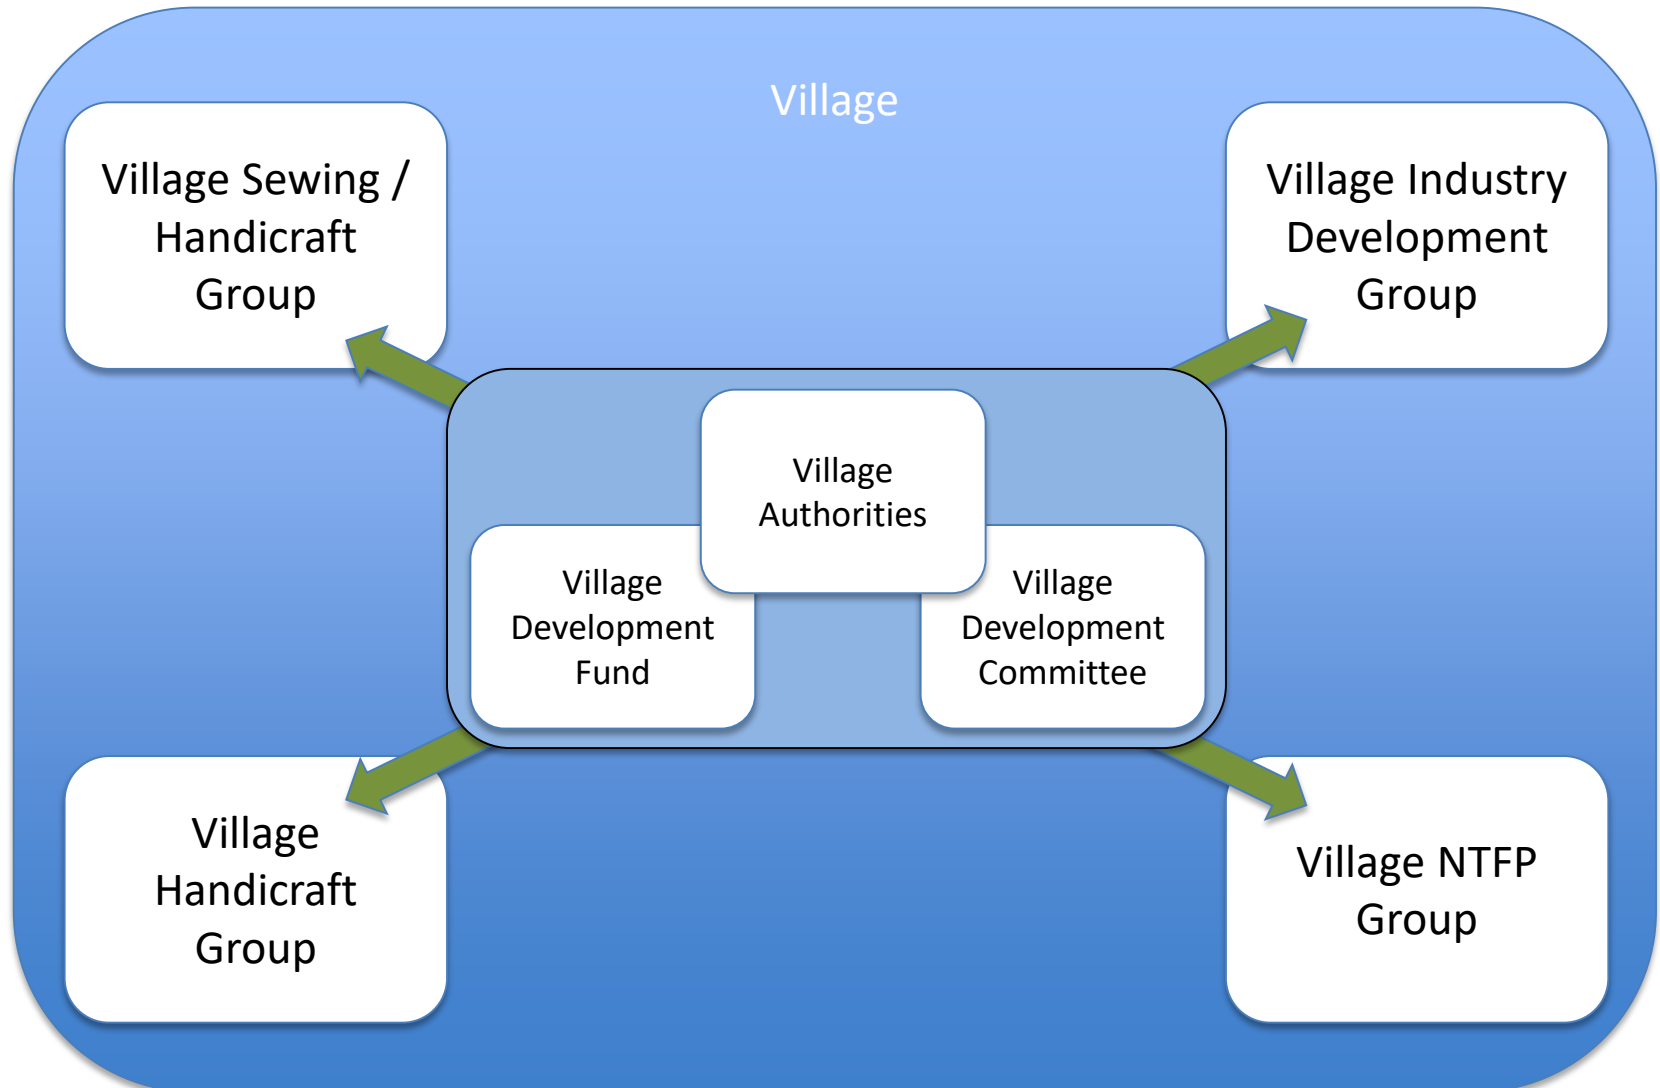 Village
Village Sewing /
Handicraft
Group
Village Industry
Development
Group
Village
Authorities
Village
Development
Fund
Village
Development
Committee
Village
Handicraft
Group
Village NTFP
Group